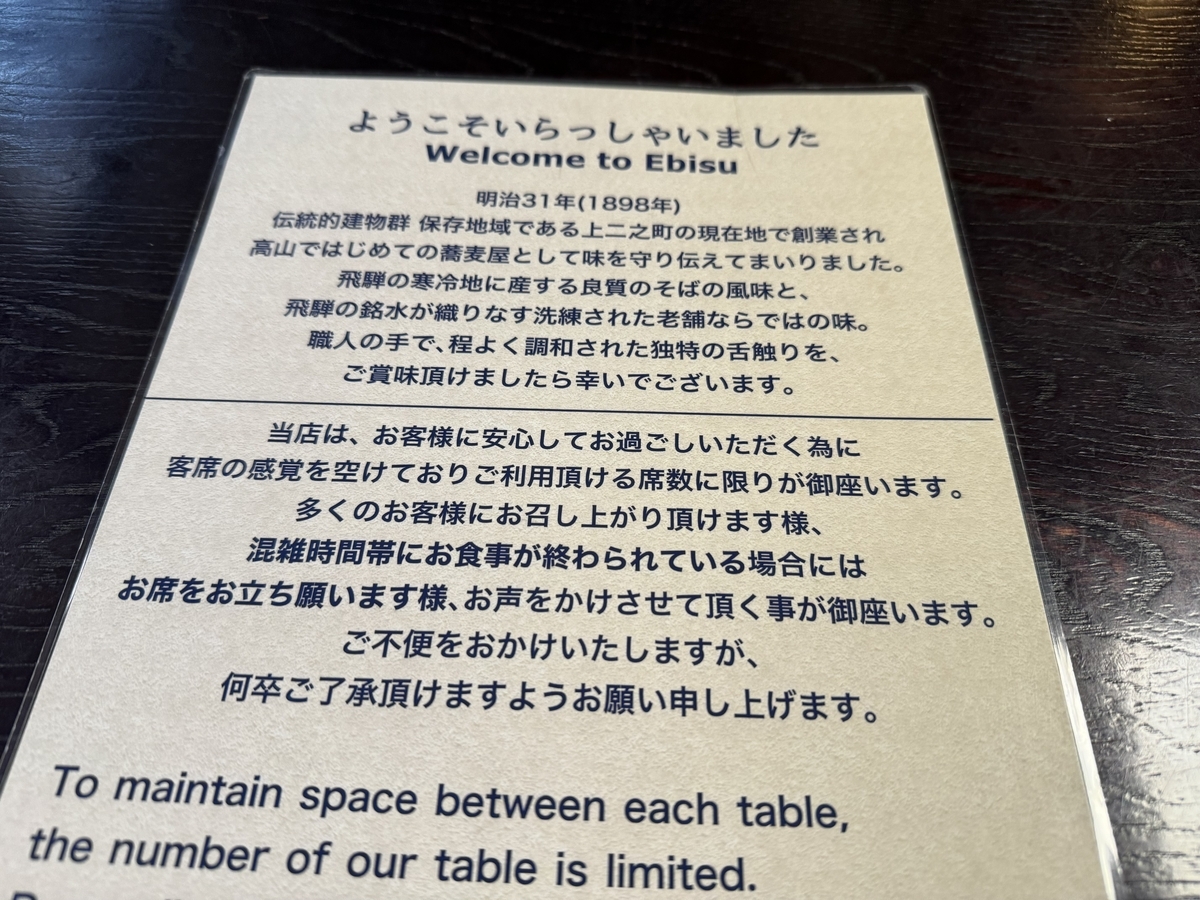 ようこそいらっしゃいました
Welcome to Ebisu
明治31年(1898年)
伝統的建物群 保存地域である上二之町の現在地で創業され
高山ではじめての蕎麦屋として味を守り伝えてまいりました。
飛騨の寒冷地に産する良質のそばの風味と、
飛騨の銘水が織りなす洗練された老舗ならではの味。
職人の手で、程よく調和された独特の舌触りを、
ご賞味頂けましたら幸いでございます。
当店は、お客様に安心してお過ごしいただく為に
客席の感覚を空けておりご利用頂ける席数に限りが御座います。
多くのお客様にお召し上がり頂けます様、
混雑時間帯にお食事が終わられている場合には
お席をお立ち願います様、お声をかけさせて頂く事が御座います。
ご不便をおかけいたしますが、
何卒ご了承頂けますようお願い申し上げます。
To maintain space between each table,
the number of our table is limited.